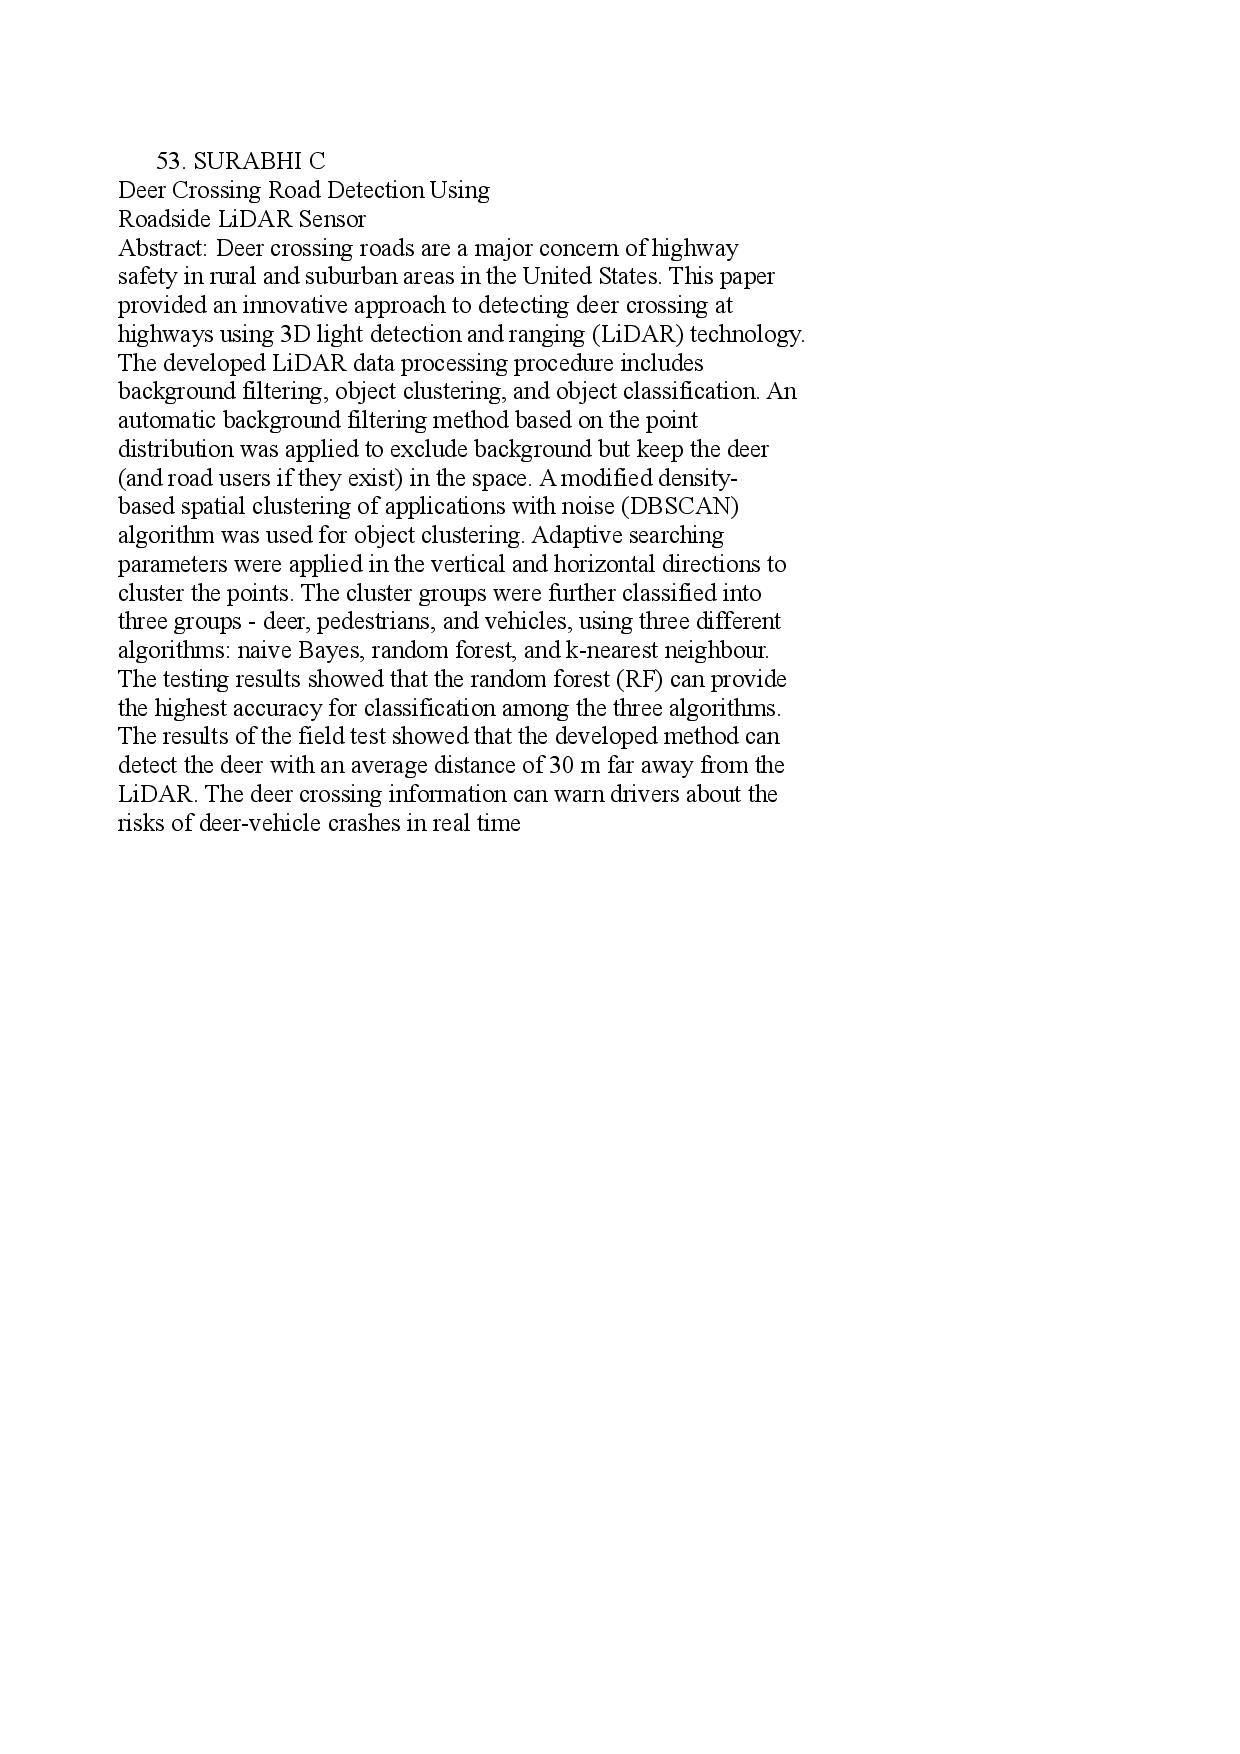 53. SURABHI C
Deer Crossing Road Detection Using
Roadside LiDAR Sensor
Abstract: Deer crossing roads are a major concern of highway
safety in rural and suburban areas in the United States. This paper
provided an innovative approach to detecting deer crossing at
highways using 3D light detection and ranging (LiDAR) technology.
The developed LiDAR data processing procedure includes
background filtering, object clustering, and object classification. An
automatic background filtering method based on the point
distribution was applied to exclude background but keep the deer
(and road users if they exist) in the space. A modified density-
based spatial clustering of applications with noise (DBSCAN)
algorithm was used for object clustering. Adaptive searching
parameters were applied in the vertical and horizontal directions to
cluster the points. The cluster groups were further classified into
three groups - deer, pedestrians, and vehicles, using three different
algorithms: naive Bayes, random forest, and k-nearest neighbour.
The testing results showed that the random forest (RF) can provide
the highest accuracy for classification among the three algorithms.
The results of the field test showed that the developed method can
detect the deer with an average distance of 30 m far away from the
LiDAR. The deer crossing information can warn drivers about the
risks of deer-vehicle crashes in real time